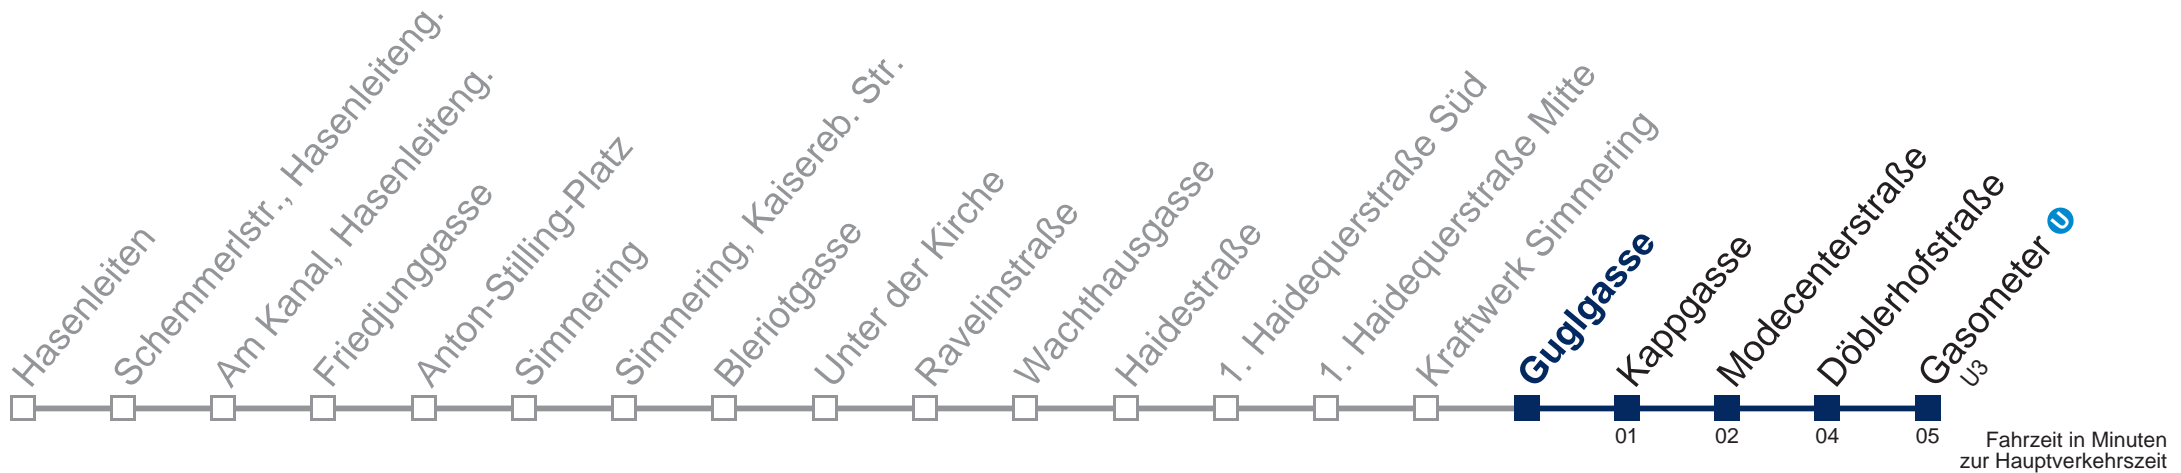 Hasenleiten
Schemmerlstr., Hasenleiteng.
Am Kanal, Hasenleiteng.
Friedjunggasse
Anton-Stilling-Platz
Simmering
Simmering, Kaisereb. Str.
Bleriotgasse
Unter der Kirche
Ravelinstraße
Wachthausgasse
Haidestraße
1. Haidequerstraße Süd
1. Haidequerstraße Mitte
Kraftwerk Simmering
Guglgasse
Kappgasse
Modecenterstraße
Döblerhofstraße
Gasometer U
U3
01
02
04
05
Fahrzeit in Minuten
zur Hauptverkehrszeit